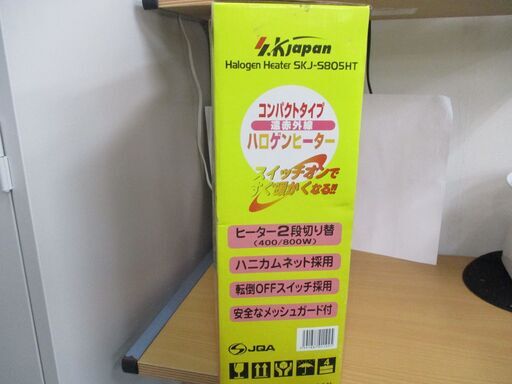 S.K japan
Halogen Heater SKJ-S805HT
コンパクトタイプ
遠赤外線
ハロゲンヒーター
スイッチオンで
すぐ暖かくなる!!
ヒーター2段切り替
(400/800W)
ハニカムネット採用
転倒OFFスイッチ採用
安全なメッシュガード付
JQA
4